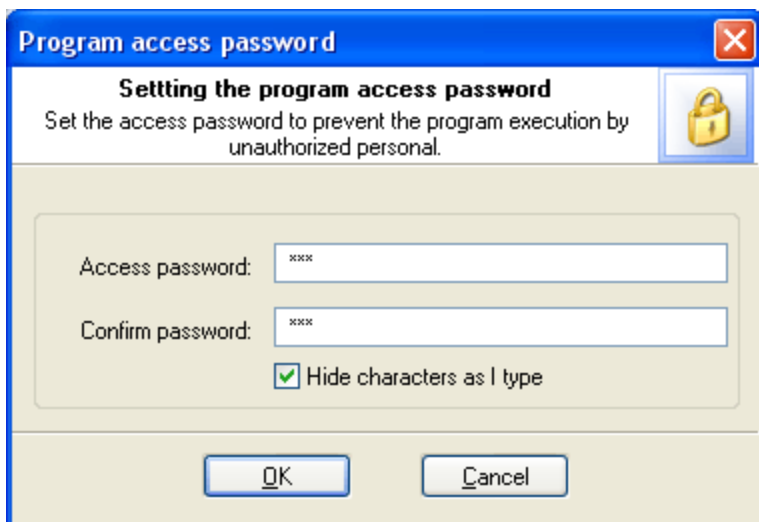 Program access password
Settting the program access password
Set the access password to prevent the program execution by
unauthorized personal.
Access password: ***
Confirm password: ***
Hide characters as I type
OK Cancel